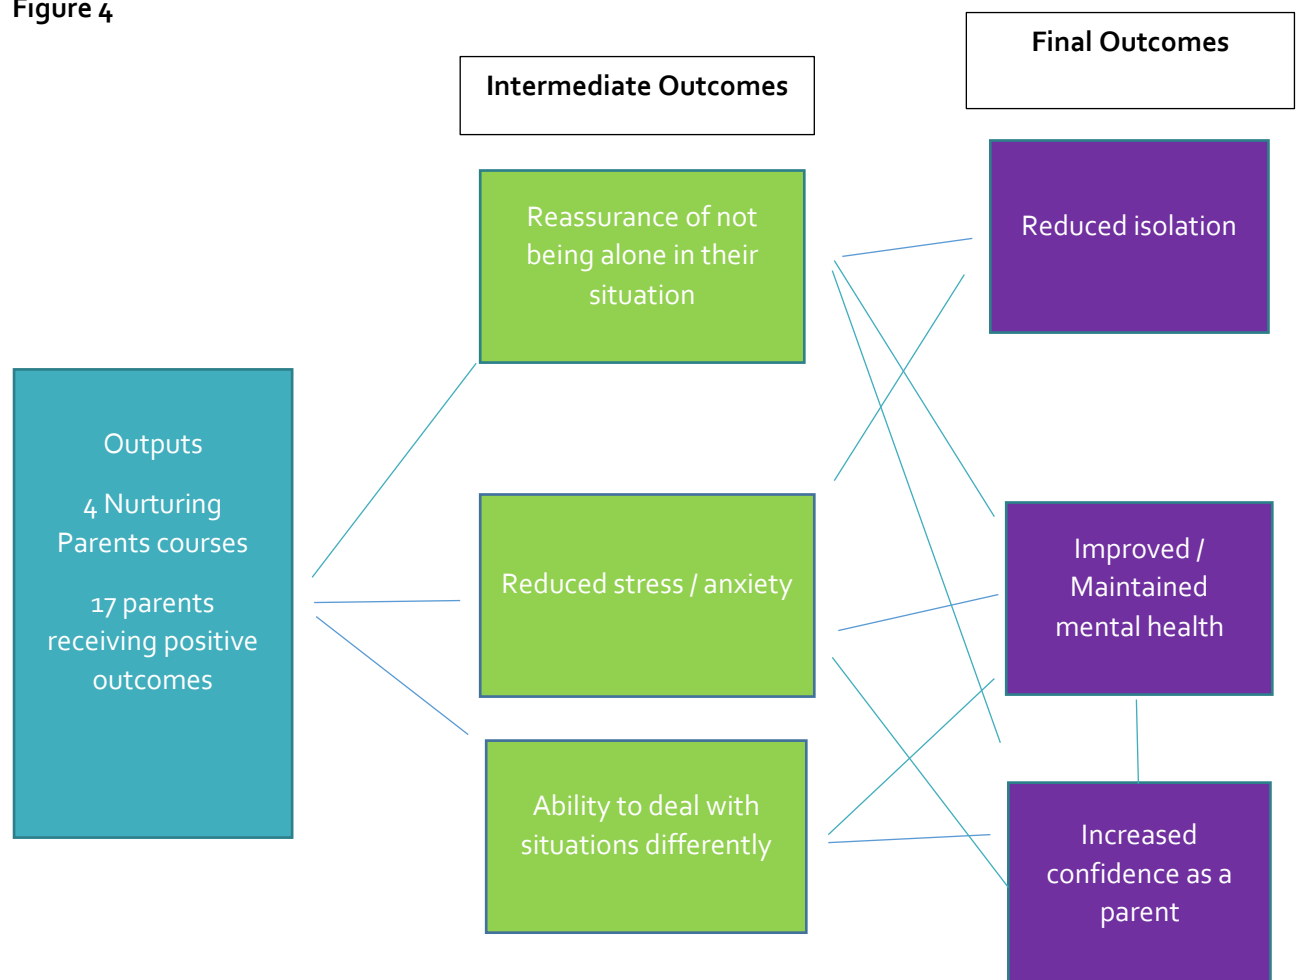 Figure 4
Final Outcomes
Intermediate Outcomes
Reassurance of not
being alone in their
situation
Reduced isolation
Outputs
4 Nurturing
Parents courses
17 parents
receiving positive
outcomes
Reduced stress / anxiety
Improved /
Maintained
mental health
Ability to deal with
situations differently
Increased
confidence as a
parent